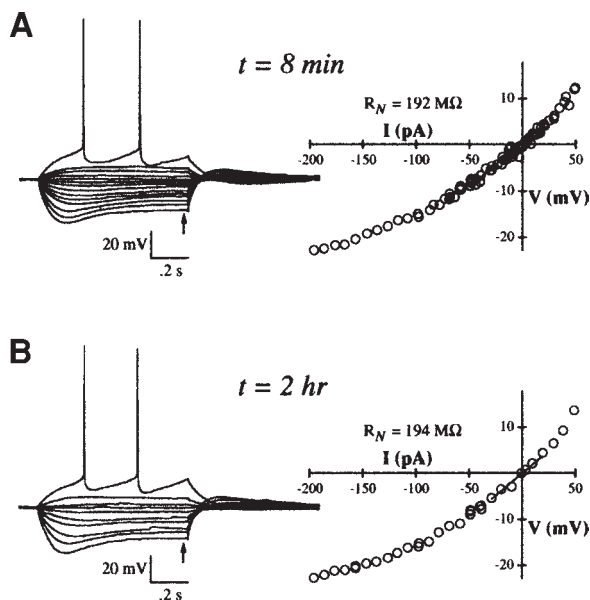 A
t = 8 min
R_N = 192 MΩ
I (pA)
10
-200 -150 -100 -50 50
-10
V (mV)
-20
20 mV
.2 s
B
t = 2 hr
R_N = 194 MΩ
I (pA)
10
-200 -150 -100 -50 0 50
-10
V (mV)
-20
20 mV
.2 s